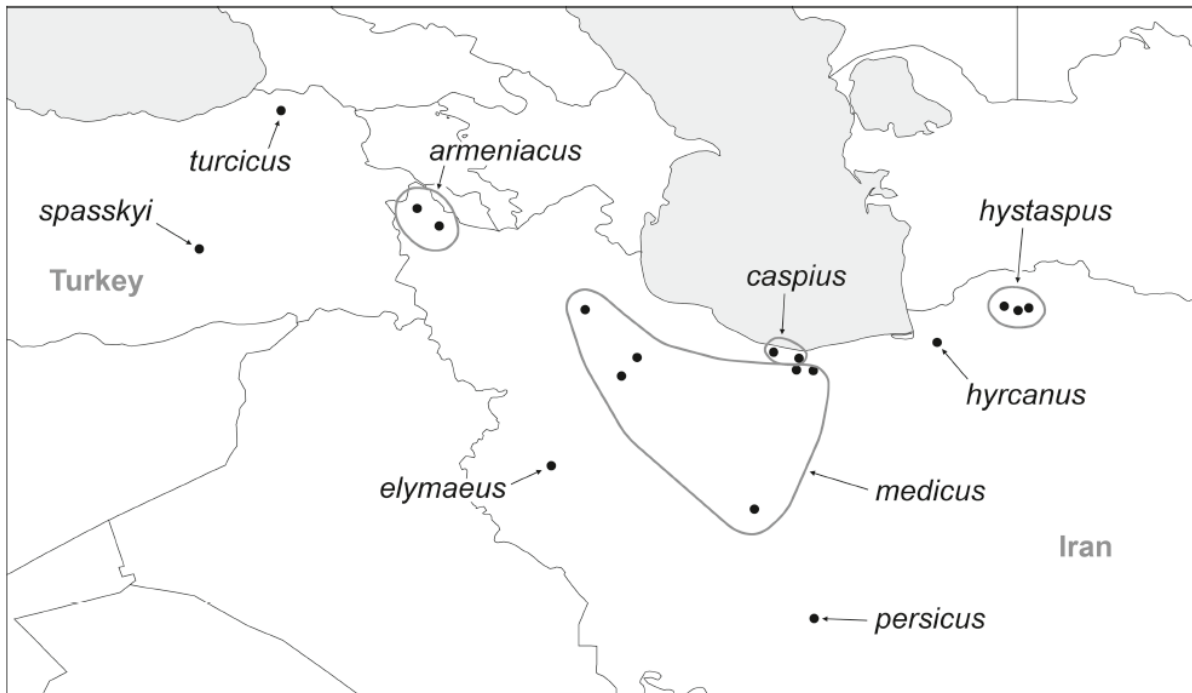 armeniacus
turcicus
spasskyi
hystaspus
Turkey
caspius
hyrcanus
elymaeus
medicus
Iran
persicus